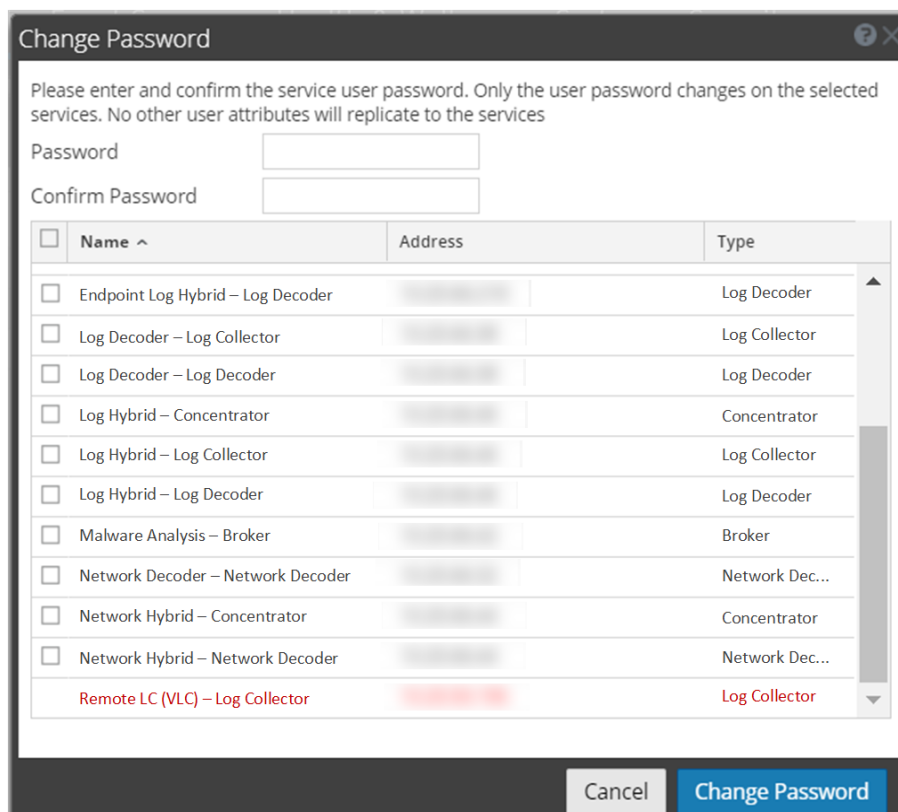 Change Password
Please enter and confirm the service user password. Only the user password changes on the selected
services. No other user attributes will replicate to the services
Password
Confirm Password
Name Address Type
Endpoint Log Hybrid – Log Decoder Log Decoder
Log Decoder – Log Collector Log Collector
Log Decoder – Log Decoder Log Decoder
Log Hybrid – Concentrator Concentrator
Log Hybrid – Log Collector Log Collector
Log Hybrid – Log Decoder Log Decoder
Malware Analysis – Broker Broker
Network Decoder – Network Decoder Network Dec...
Network Hybrid – Concentrator Concentrator
Network Hybrid – Network Decoder Network Dec...
Remote LC (VLC) – Log Collector Log Collector
Cancel Change Password